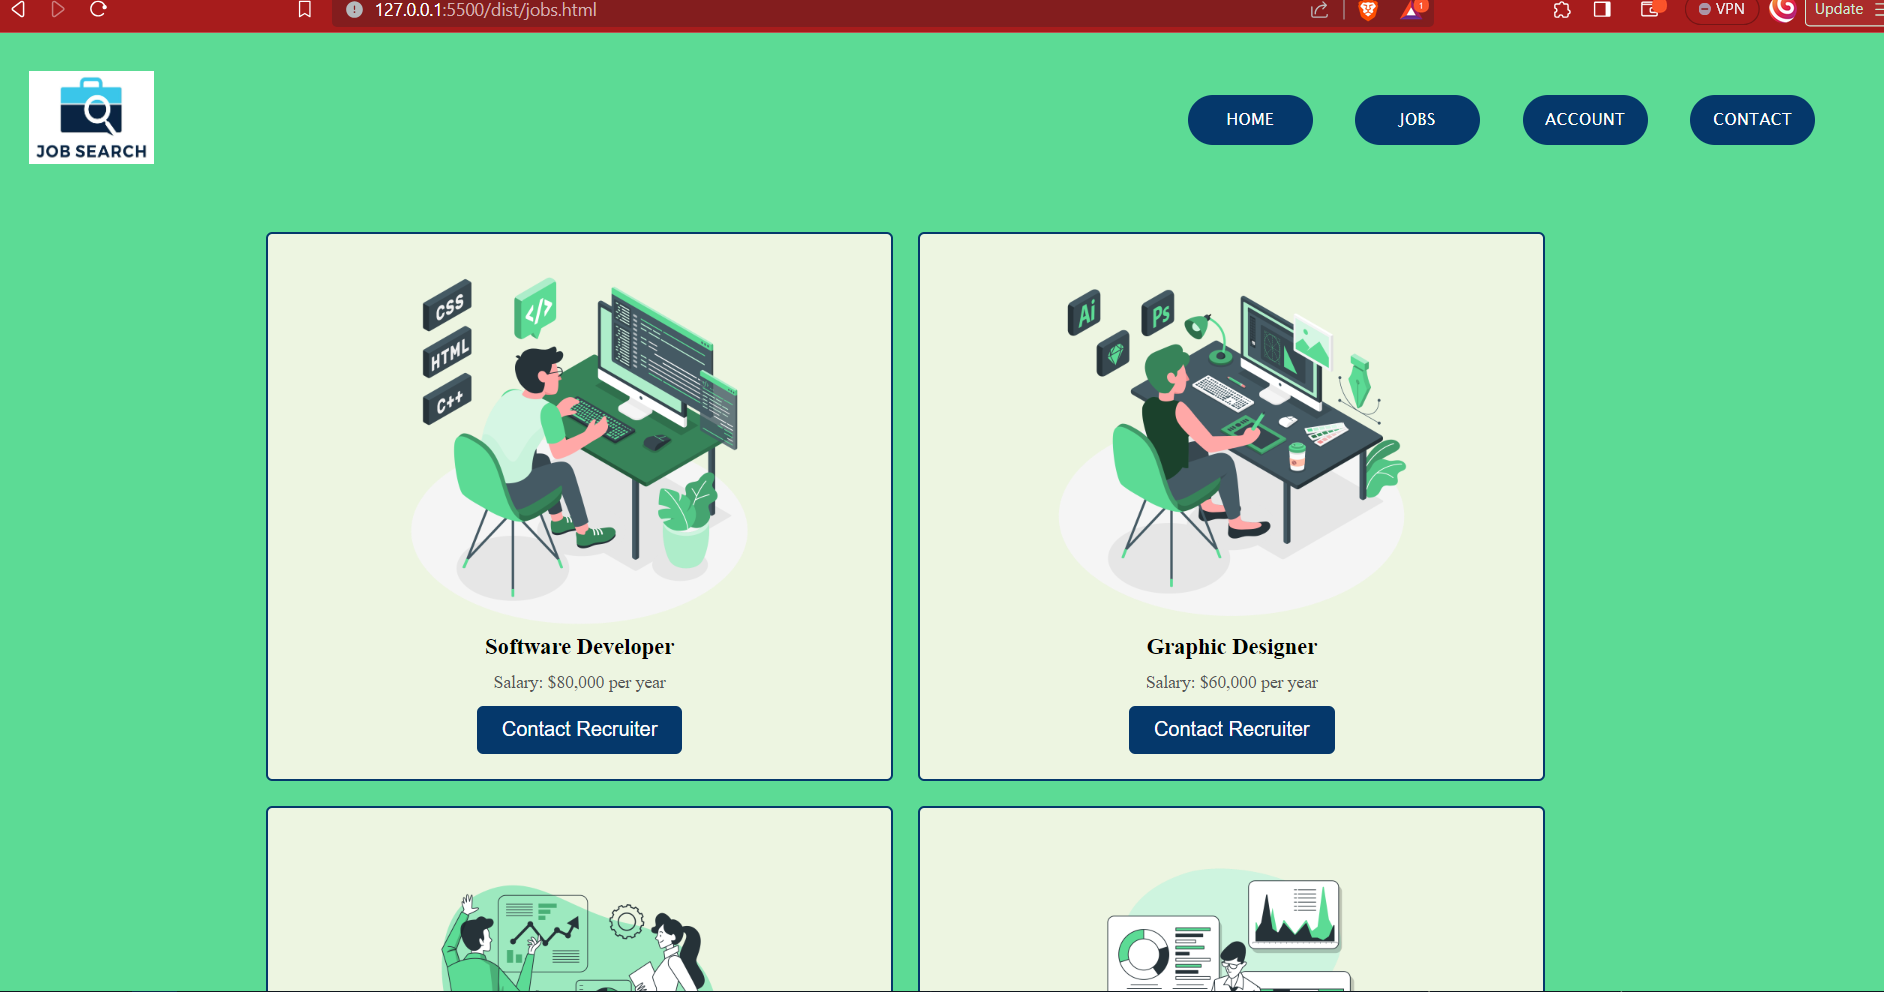 127.0.0.1:5500/dist/jobs.html
1
VPN
Update
JOB SEARCH
HOME
JOBS
ACCOUNT
CONTACT
CSS
</>
HTML
C++
Ai
Ps
Software Developer
Graphic Designer
Salary: $80,000 per year
Salary: $60,000 per year
Contact Recruiter
Contact Recruiter